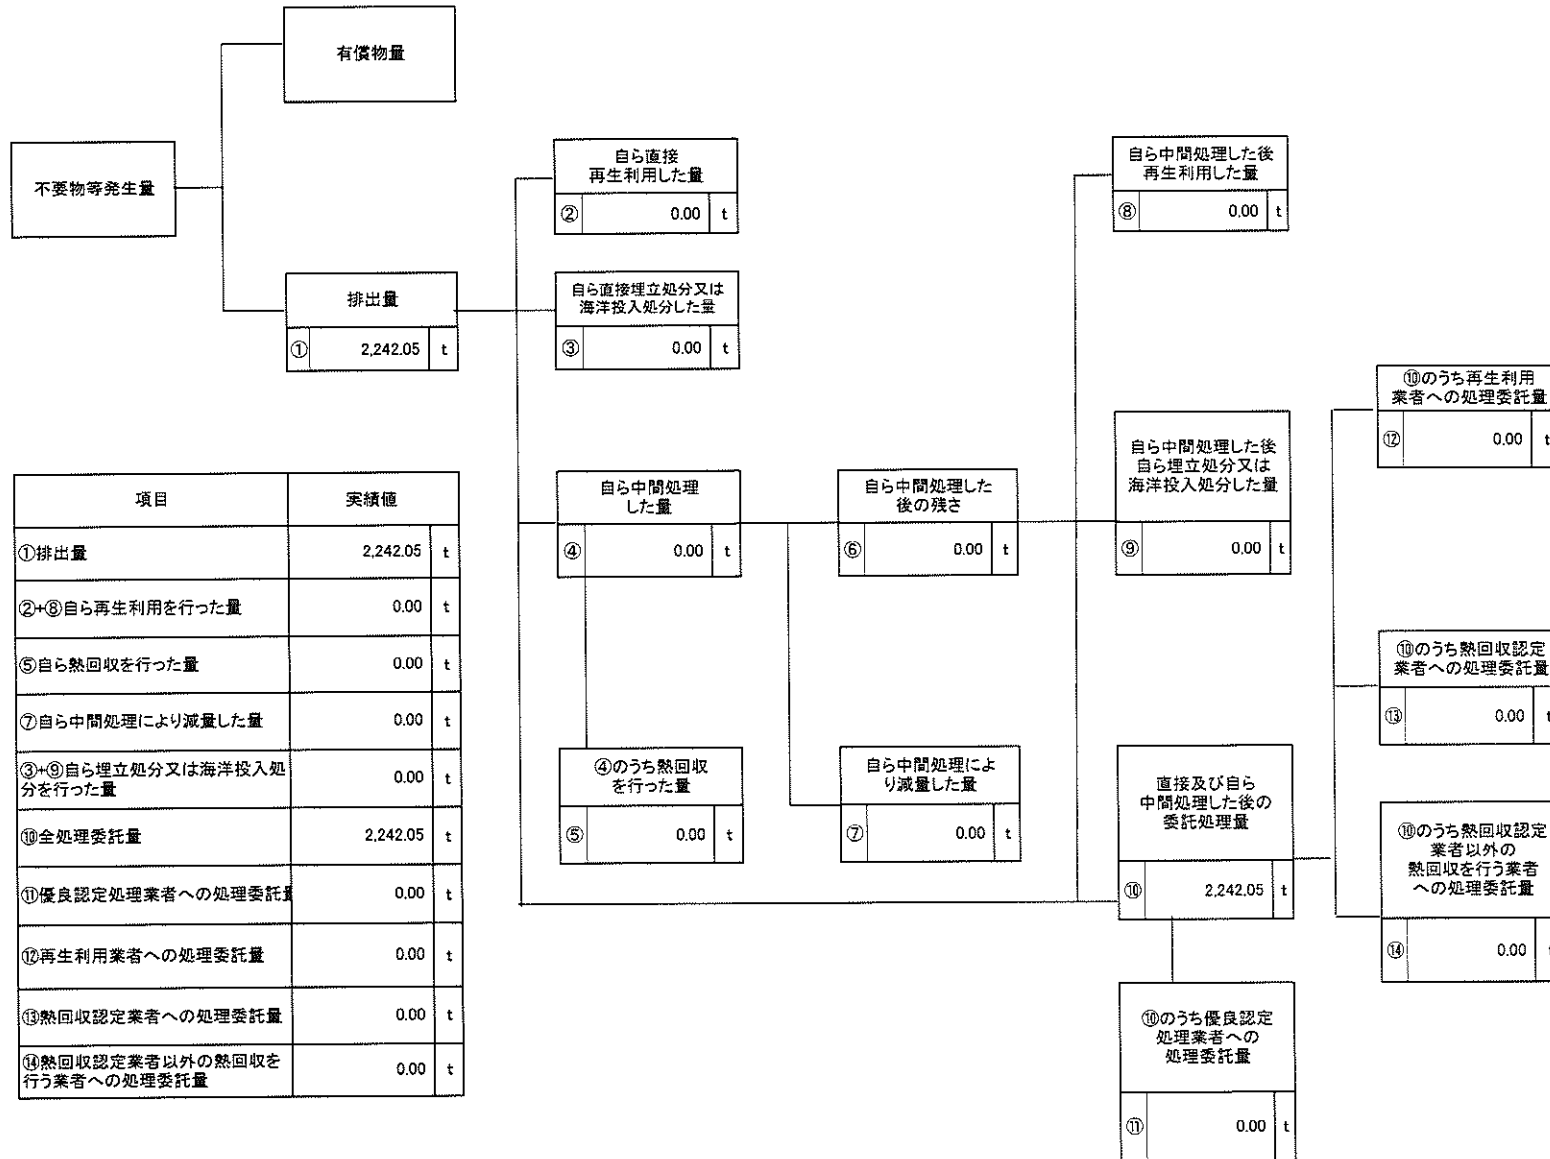 有償物量
不要物等発生量
排出量
① 2,242.05 t
自ら直接
再生利用した量
② 0.00 t
自ら直接埋立処分又は
海洋投入処分した量
③ 0.00 t
自ら中間処理
した量
④ 0.00 t
④のうち熱回収
を行った量
⑤ 0.00 t
自ら中間処理した
後の残さ
⑥ 0.00 t
自ら中間処理によ
り減量した量
⑦ 0.00 t
自ら中間処理した後
再生利用した量
⑧ 0.00 t
自ら中間処理した後
自ら埋立処分又は
海洋投入処分した量
⑨ 0.00 t
直接及び自ら
中間処理した後の
委託処理量
⑩ 2,242.05 t
⑩のうち優良認定
処理業者への
処理委託量
⑪ 0.00 t
⑩のうち再生利用
業者への処理委託量
⑫ 0.00 t
⑩のうち熱回収認定
業者への処理委託量
⑬ 0.00 t
⑩のうち熱回収認定
業者以外の
熱回収を行う業者
への処理委託量
⑭ 0.00
項目 実績値
①排出量 2,242.05 t
②+⑧自ら再生利用を行った量 0.00 t
⑤自ら熱回収を行った量 0.00 t
⑦自ら中間処理により減量した量 0.00 t
③+⑨自ら埋立処分又は海洋投入処
分を行った量 0.00 t
⑩全処理委託量 2,242.05 t
⑪優良認定処理業者への処理委託量 0.00 t
⑫再生利用業者への処理委託量 0.00 t
⑬熱回収認定業者への処理委託量 0.00 t
⑭熱回収認定業者以外の熱回収を
行う業者への処理委託量 0.00 t